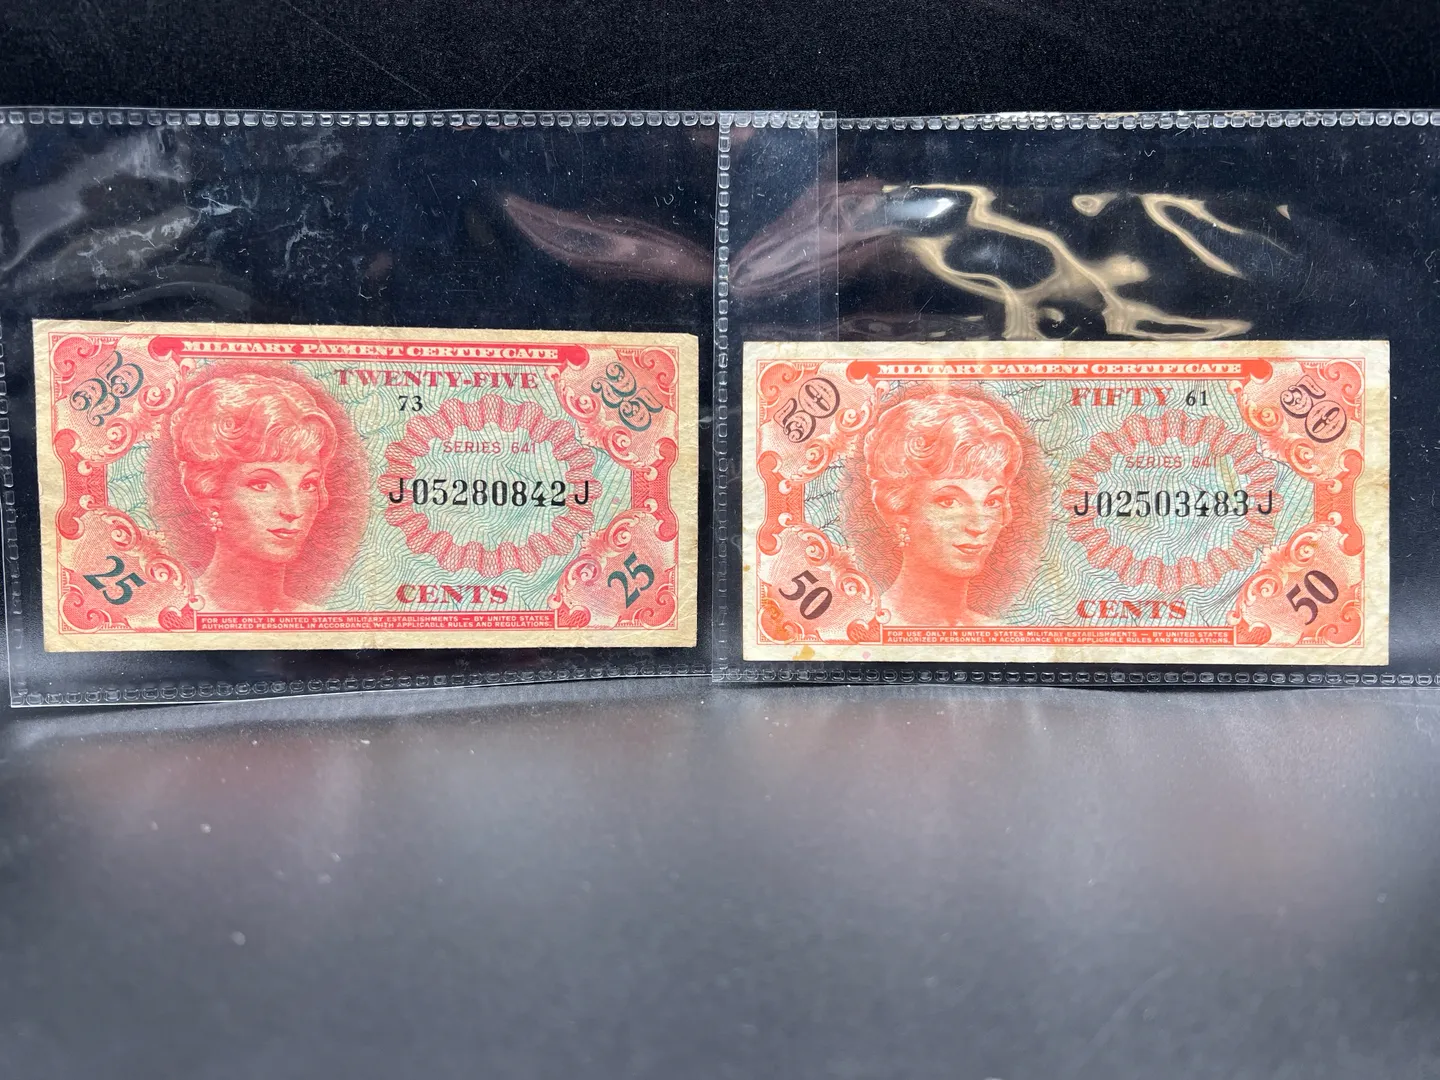 MILITARY PAYMENT CERTIFICATE
25 25
TWENTY-FIVE
73
SERIES 641
J05280842J
25 25
CENTS
FOR USE ONLY IN UNITED STATES MILITARY ESTABLISHMENTS — BY UNITED STATES
AUTHORIZED PERSONNEL IN ACCORDANCE WITH APPLICABLE RULES AND REGULATIONS.
MILITARY PAYMENT CERTIFICATE
50 50
FIFTY 61
SERIES 641
J02503483J
50 50
CENTS
FOR USE ONLY IN UNITED STATES MILITARY ESTABLISHMENTS — BY UNITED STATES
AUTHORIZED PERSONNEL IN ACCORDANCE WITH APPLICABLE RULES AND REGULATIONS.